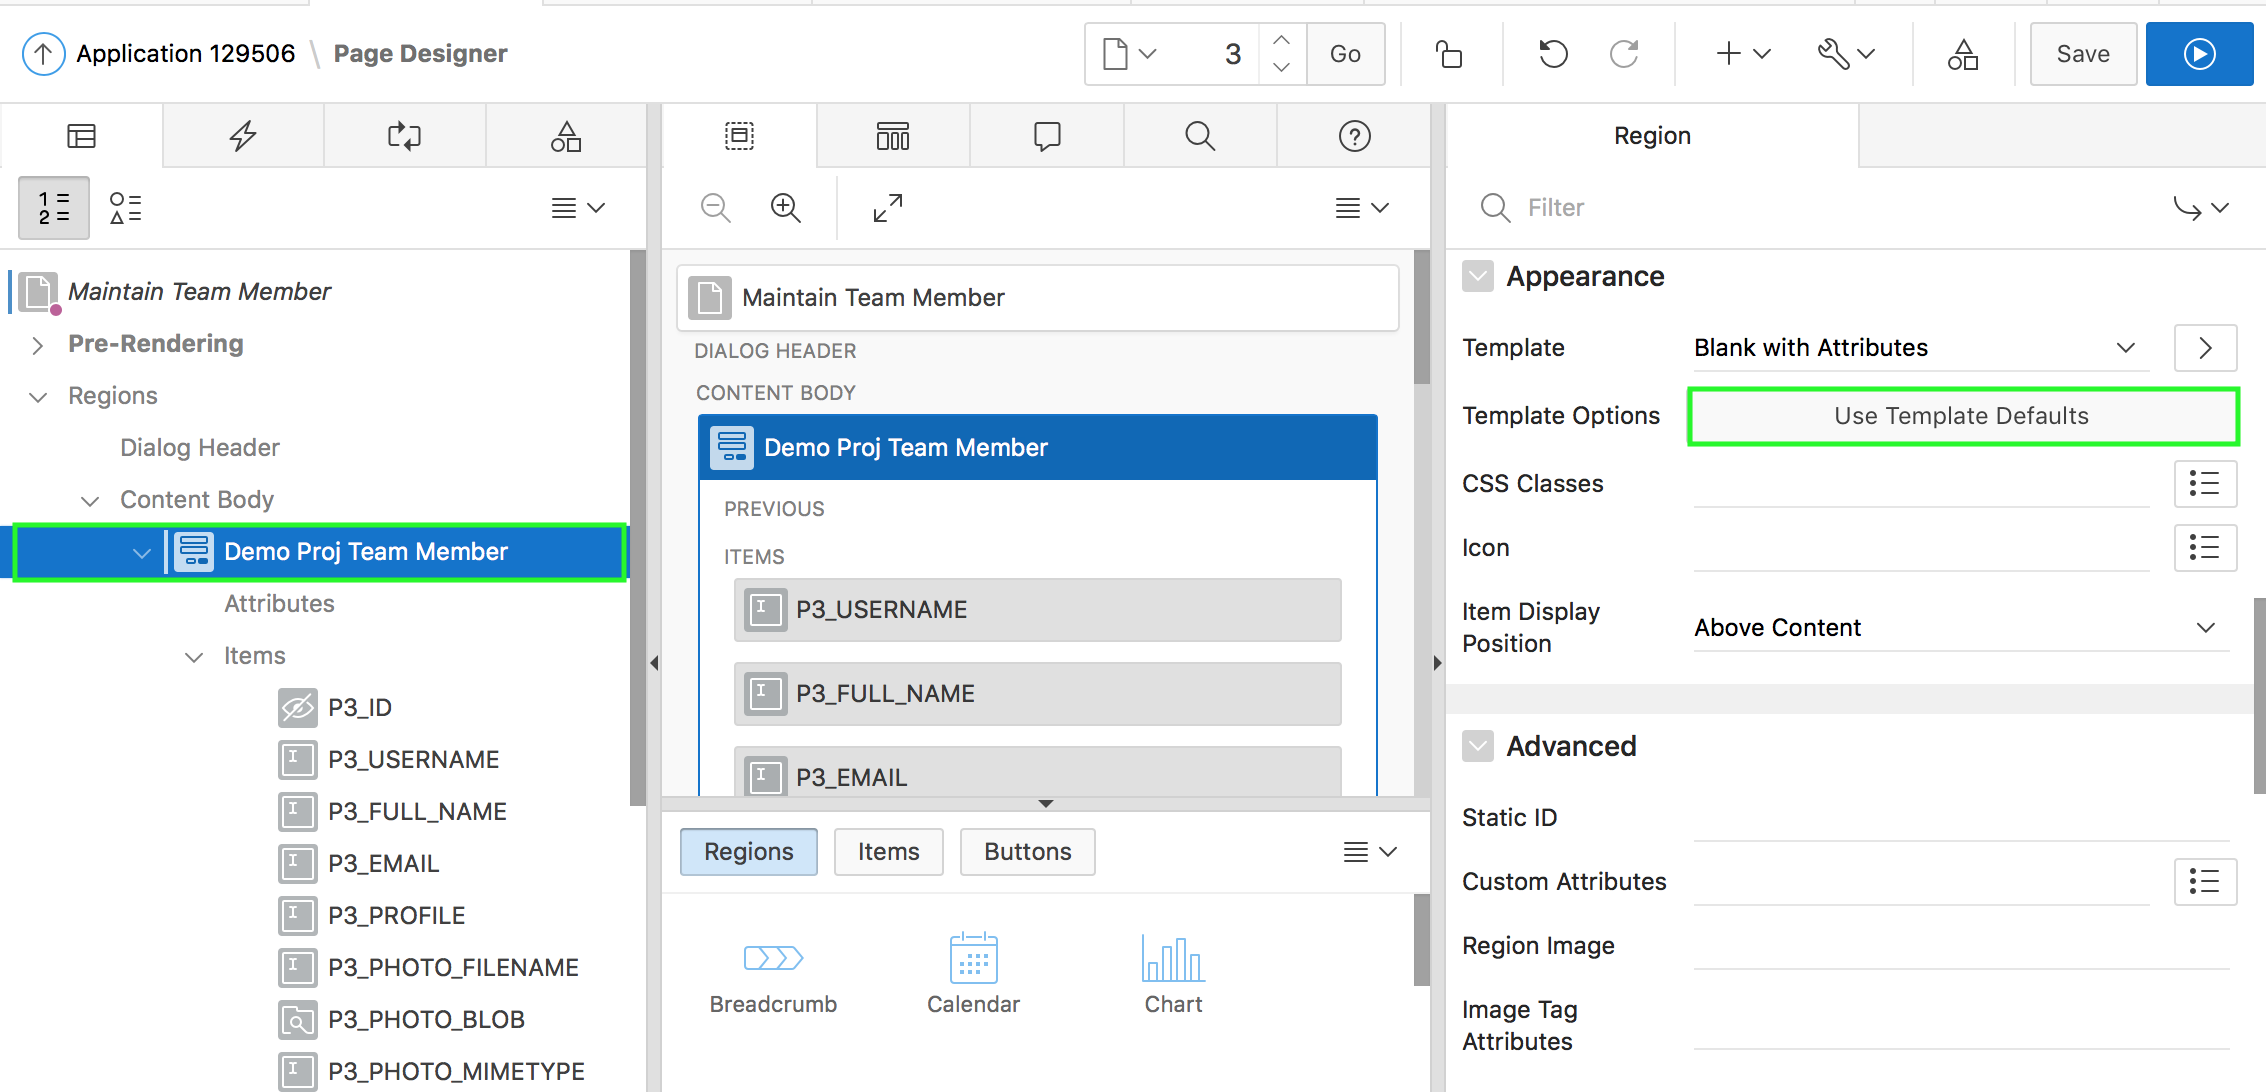 Application 129506 \ Page Designer
3
Go
Save
1 =
2 =
Maintain Team Member
Pre-Rendering
Regions
Dialog Header
Content Body
Demo Proj Team Member
Attributes
Items
P3_ID
P3_USERNAME
P3_FULL_NAME
P3_EMAIL
P3_PROFILE
P3_PHOTO_FILENAME
P3_PHOTO_BLOB
P3_PHOTO_MIMETYPE
Maintain Team Member
DIALOG HEADER
CONTENT BODY
Demo Proj Team Member
PREVIOUS
ITEMS
P3_USERNAME
P3_FULL_NAME
P3_EMAIL
Regions
Items
Buttons
Breadcrumb
Calendar
Chart
Region
Filter
Appearance
Template
Blank with Attributes
Template Options
Use Template Defaults
CSS Classes
Icon
Item Display
Position
Above Content
Advanced
Static ID
Custom Attributes
Region Image
Image Tag
Attributes